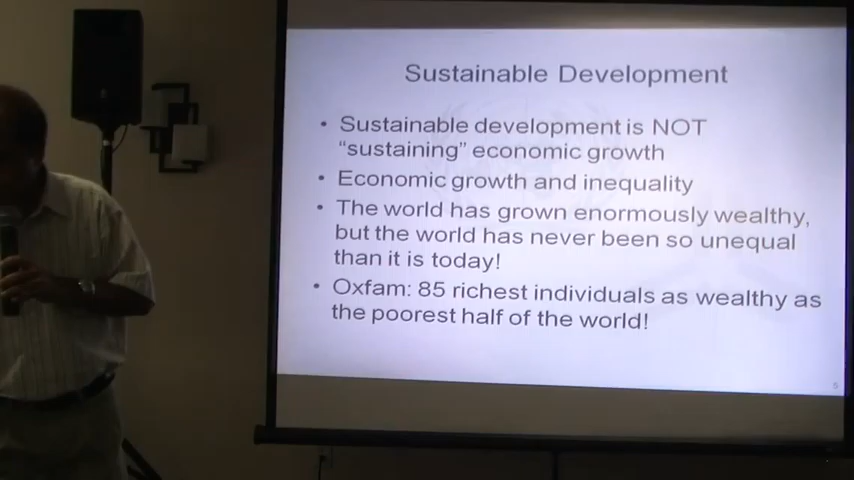 Sustainable Development
• Sustainable development is NOT
“sustaining” economic growth
• Economic growth and inequality
• The world has grown enormously wealthy,
but the world has never been so unequal
than it is today!
• Oxfam: 85 richest individuals as wealthy as
the poorest half of the world!
5